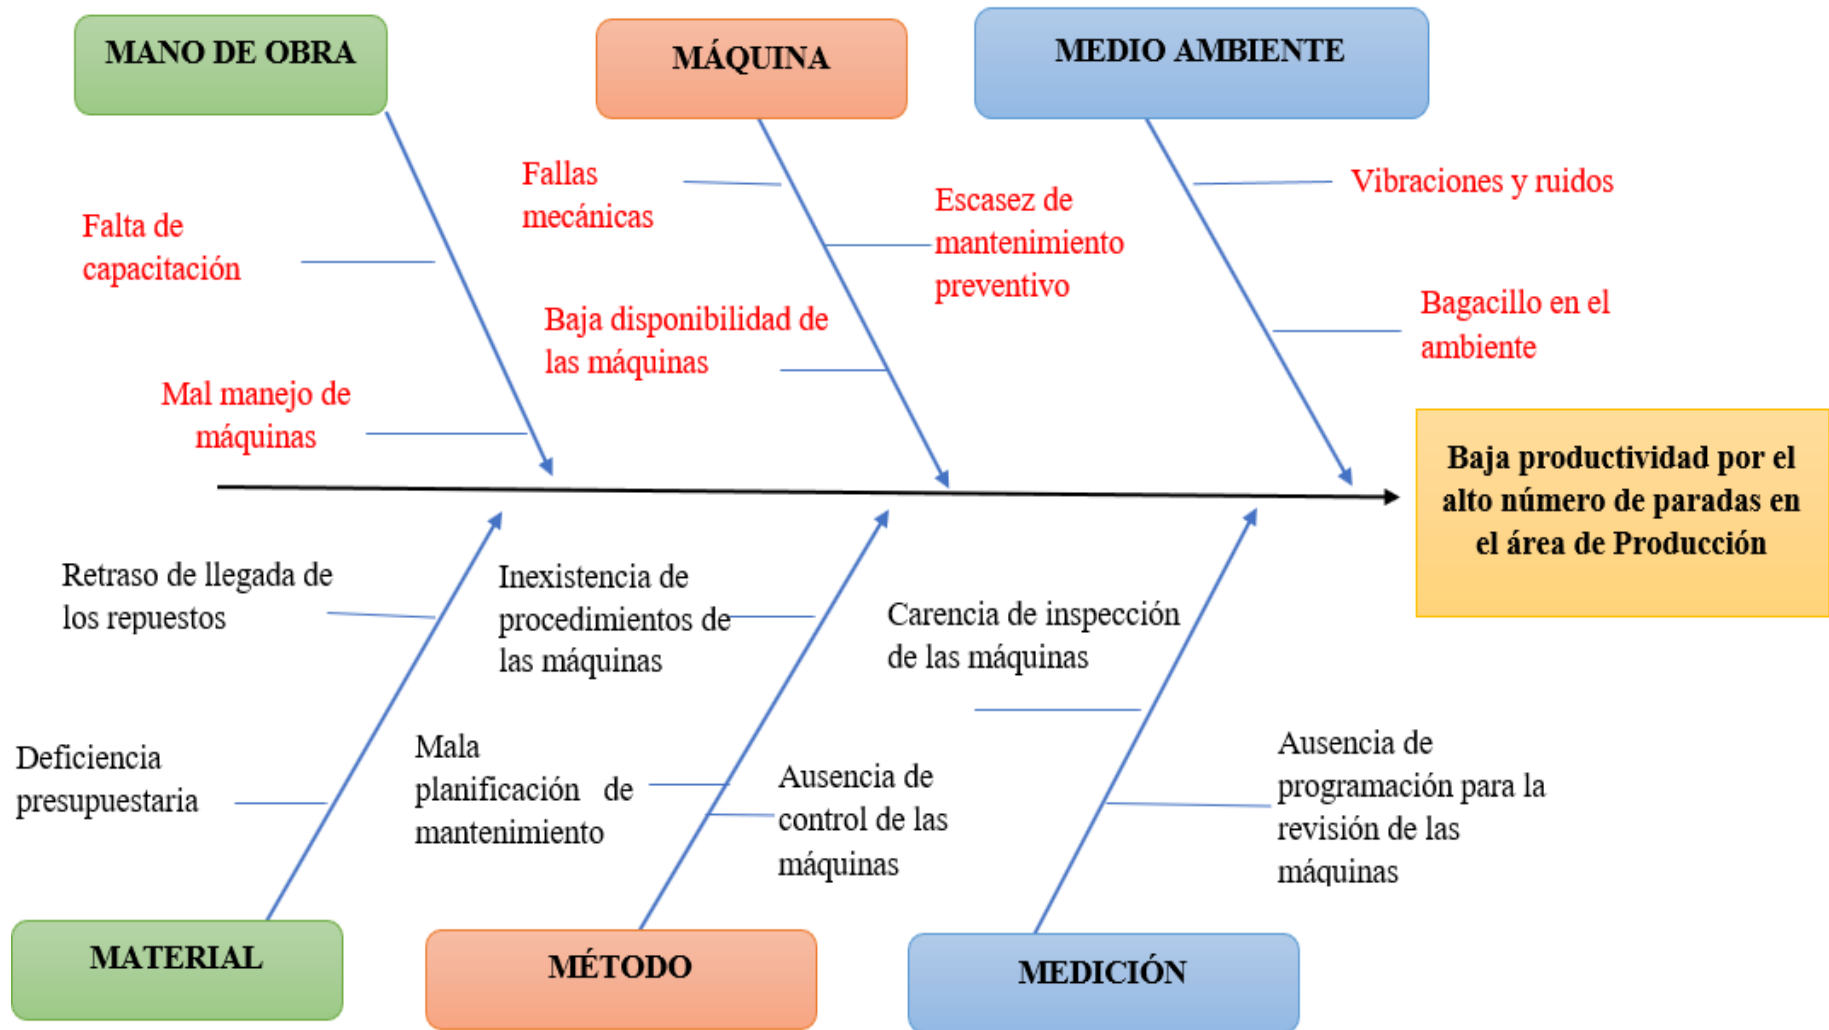 MANO DE OBRA
MÁQUINA
MEDIO AMBIENTE
Falta de
capacitación
Mal manejo de
máquinas
Fallas
mecánicas
Escasez de
mantenimiento
preventivo
Baja disponibilidad de
las máquinas
Vibraciones y ruidos
Bagacillo en el
ambiente
Baja productividad por el
alto número de paradas en
el área de Producción
Retraso de llegada de
los repuestos
Deficiencia
presupuestaria
Inexistencia de
procedimientos de
las máquinas
Mala
planificación de
mantenimiento
Ausencia de
control de las
máquinas
Carencia de inspección
de las máquinas
Ausencia de
programación para la
revisión de las
máquinas
MATERIAL
MÉTODO
MEDICIÓN